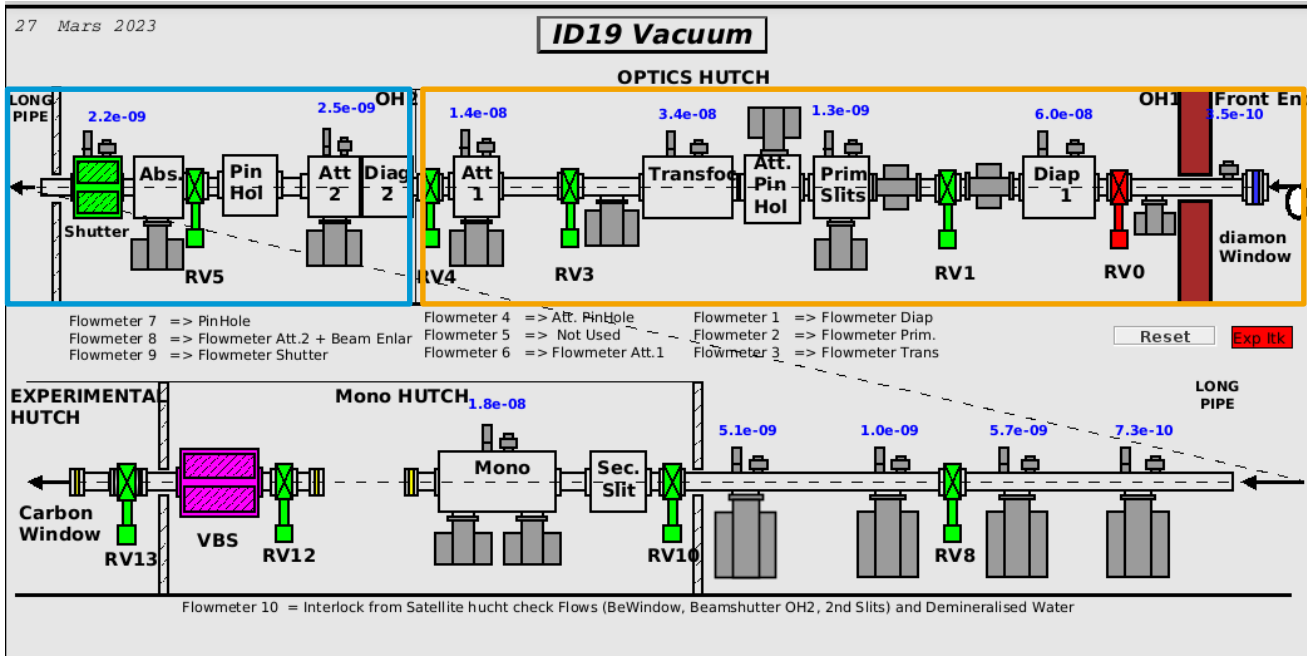 27 Mars 2023
ID19 Vacuum
OPTICS HUTCH
LONG
PIPE
OH2
OH1
Front En
2.2e-09
2.5e-09
1.4e-08
3.4e-08
1.3e-09
6.0e-08
3.5e-10
Abs.
Pin
Hol
Att
2
Diag
2
Att
1
Transfoc
Att.
Pin
Hol
Prim
Slits
Diap
1
Shutter
RV5
RV4
RV3
RV1
RV0
diamon
Window
Flowmeter 7 => PinHole
Flowmeter 8 => Flowmeter Att.2 + Beam Enlar
Flowmeter 9 => Flowmeter Shutter
Flowmeter 4 => Att. PinHole
Flowmeter 5 => Not Used
Flowmeter 6 => Flowmeter Att.1
Flowmeter 1 => Flowmeter Diap
Flowmeter 2 => Flowmeter Prim.
Flowmeter 3 => Flowmeter Trans
Reset
Exp Itk
EXPERIMENTAL
HUTCH
Mono HUTCH
LONG
PIPE
1.8e-08
5.1e-09
1.0e-09
5.7e-09
7.3e-10
Mono
Sec.
Slit
Carbon
Window
RV13
VBS
RV12
RV10
RV8
Flowmeter 10 = Interlock from Satellite hucht check Flows (BeWindow, Beamshutter OH2, 2nd Slits) and Demineralised Water